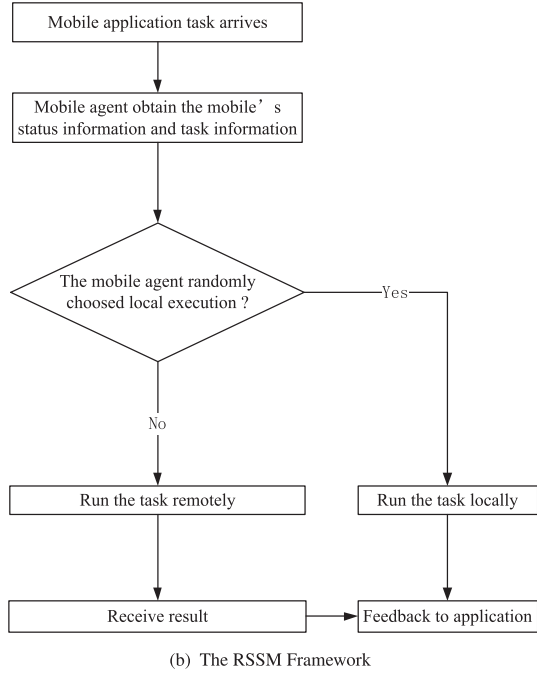 Mobile application task arrives
Mobile agent obtain the mobile’s
status information and task information
The mobile agent randomly
choosed local execution ?
Yes
No
Run the task remotely
Run the task locally
Receive result
Feedback to application
(b) The RSSM Framework